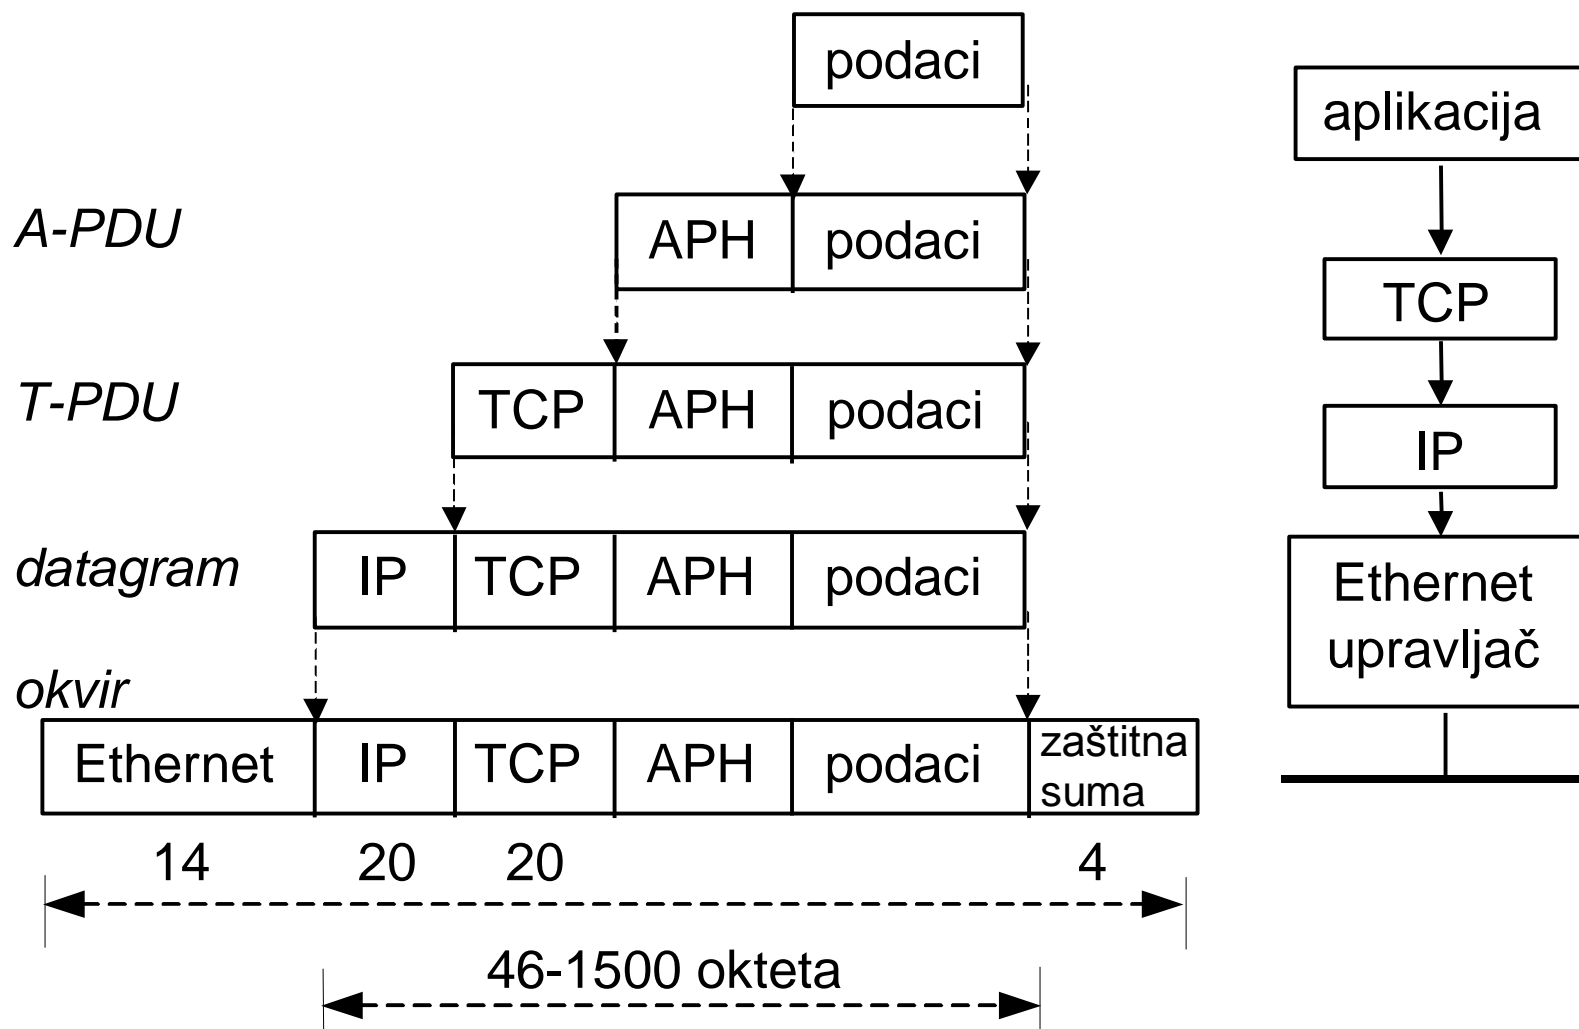 podaci
aplikacija
A-PDU
APH podaci
TCP
T-PDU
TCP APH podaci
IP
datagram
IP TCP APH podaci
Ethernet
upravljač
okvir
Ethernet IP TCP APH podaci zaštitna
suma
14 20 20 4
46-1500 okteta